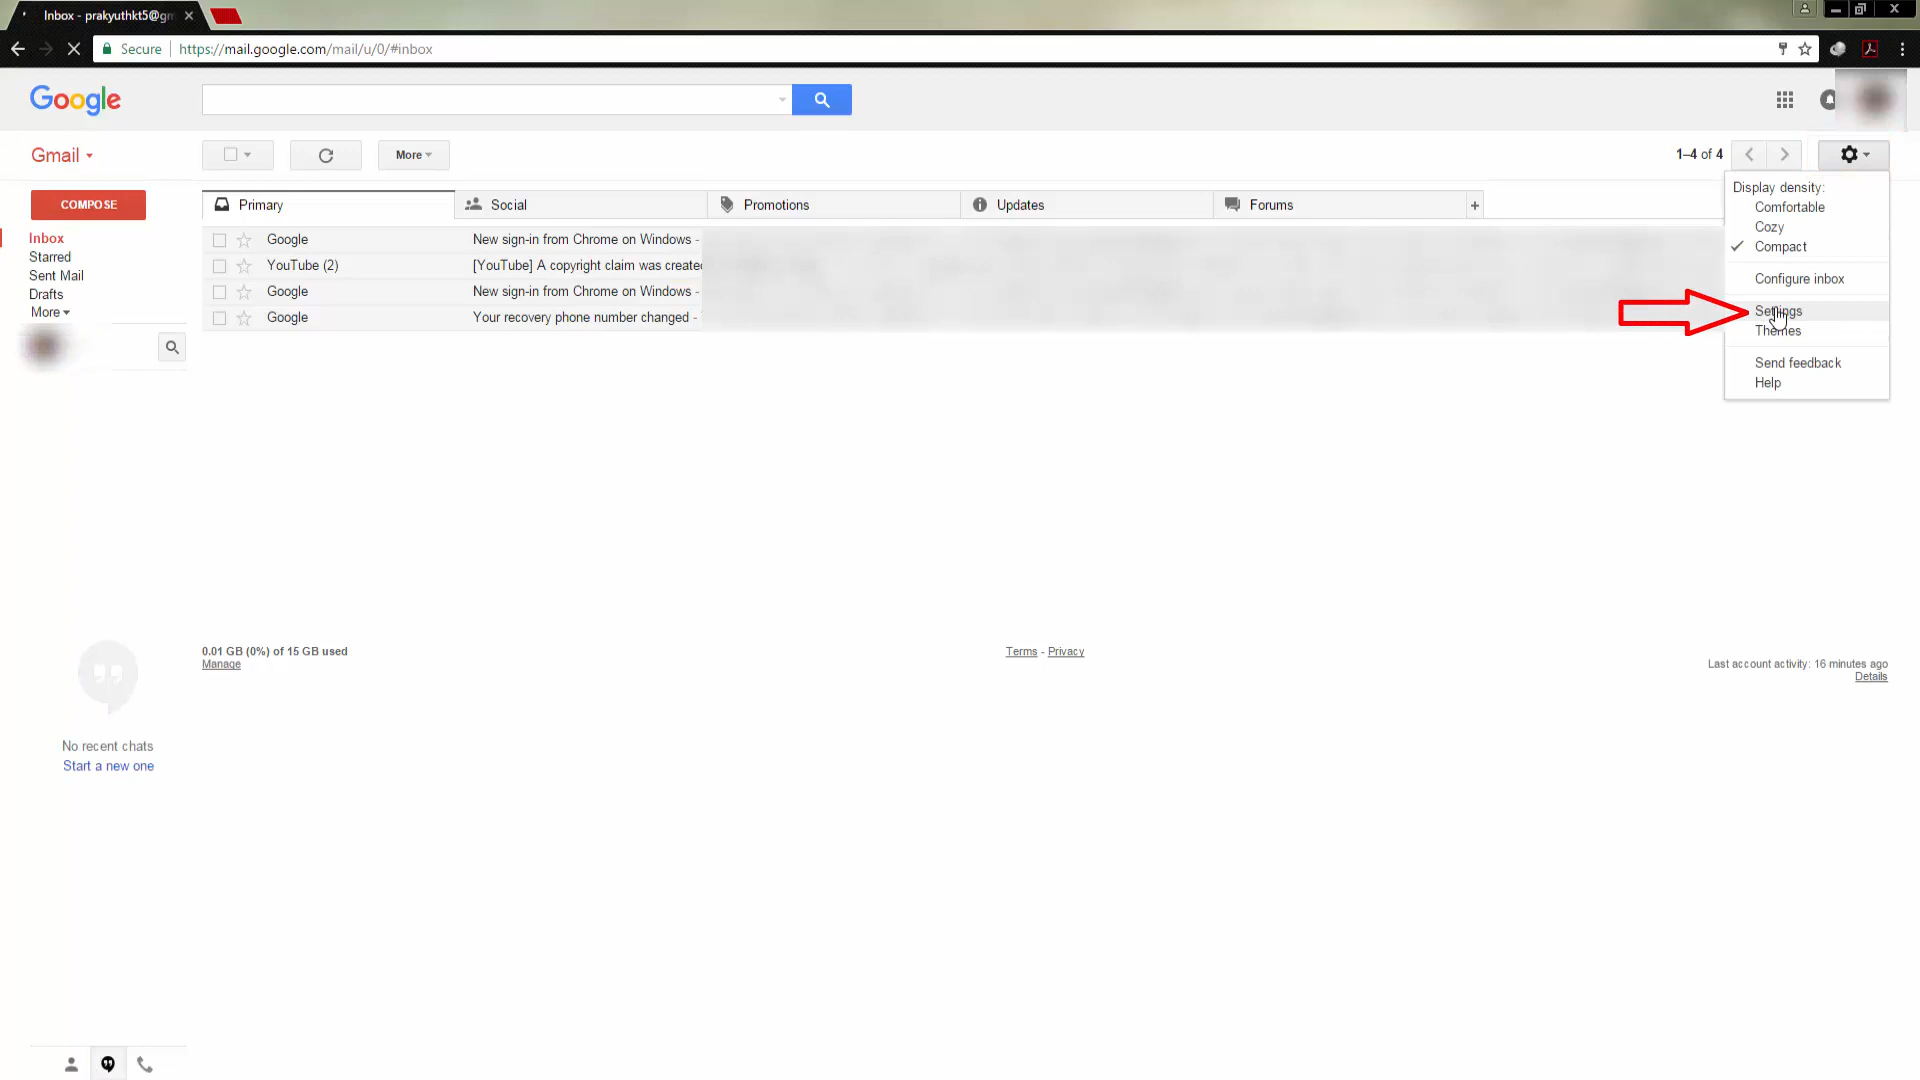 Inbox - prakyuthkt5@gm
Secure https://mail.google.com/mail/u/0/#inbox
Google
Gmail
More
1–4 of 4
Display density:
Comfortable
Cozy
Compact
Configure inbox
Settings
Themes
Send feedback
Help
COMPOSE
Inbox
Starred
Sent Mail
Drafts
More
Primary
Social
Promotions
Updates
Forums
+
Google New sign-in from Chrome on Windows -
YouTube (2) [YouTube] A copyright claim was created
Google New sign-in from Chrome on Windows -
Google Your recovery phone number changed -
0.01 GB (0%) of 15 GB used
Manage
Terms - Privacy
Last account activity: 16 minutes ago
Details
No recent chats
Start a new one